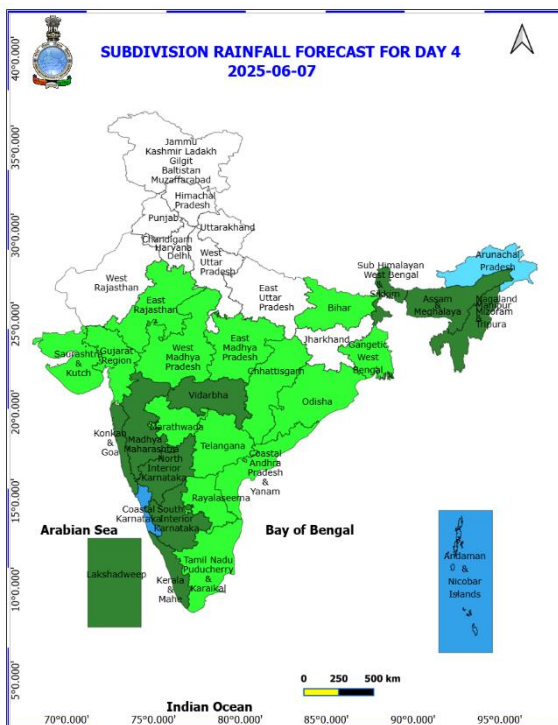 SUBDIVISION RAINFALL FORECAST FOR DAY 4
2025-06-07
40°0.000'
35°0.000'
30°0.000'
25°0.000'
20°0.000'
15°0.000'
10°0.000'
5°0.000'
Jammu
Kashmir Ladakh
Gilgit
Baltistan
Muzaffarabad
Himachal
Pradesh
Punjab
Uttarakhand
Chandigarh
Haryana
Delhi
West
Uttar
Pradesh
West
Rajasthan
East
Uttar
Pradesh
Sub Himalayan
West Bengal
&
Sikkim
Arunachal
Pradesh
Assam &
Meghalaya
Nagaland
Manipur
Mizoram
&
Tripura
East
Rajasthan
Bihar
Jharkhand
Gangetic
West
Bengal
Saurashtra
&
Kutch
Gujarat
Region
West
Madhya
Pradesh
East
Madhya
Pradesh
Chhattisgarh
Vidarbha
Odisha
Konkan
&
Goa
Madhya
Maharashtra
Marathwada
Telangana
North
Interior
Karnataka
Coastal
Andhra
Pradesh
&
Yanam
Rayalaseema
Coastal
Karnataka
South
Interior
Karnataka
Arabian Sea
Bay of Bengal
Lakshadweep
Kerala
&
Mahe
Tamil Nadu
Puducherry
&
Karaikal
Andaman
&
Nicobar
Islands
0 250 500 km
Indian Ocean
70°0.000' 75°0.000' 80°0.000' 85°0.000' 90°0.000' 95°0.000'